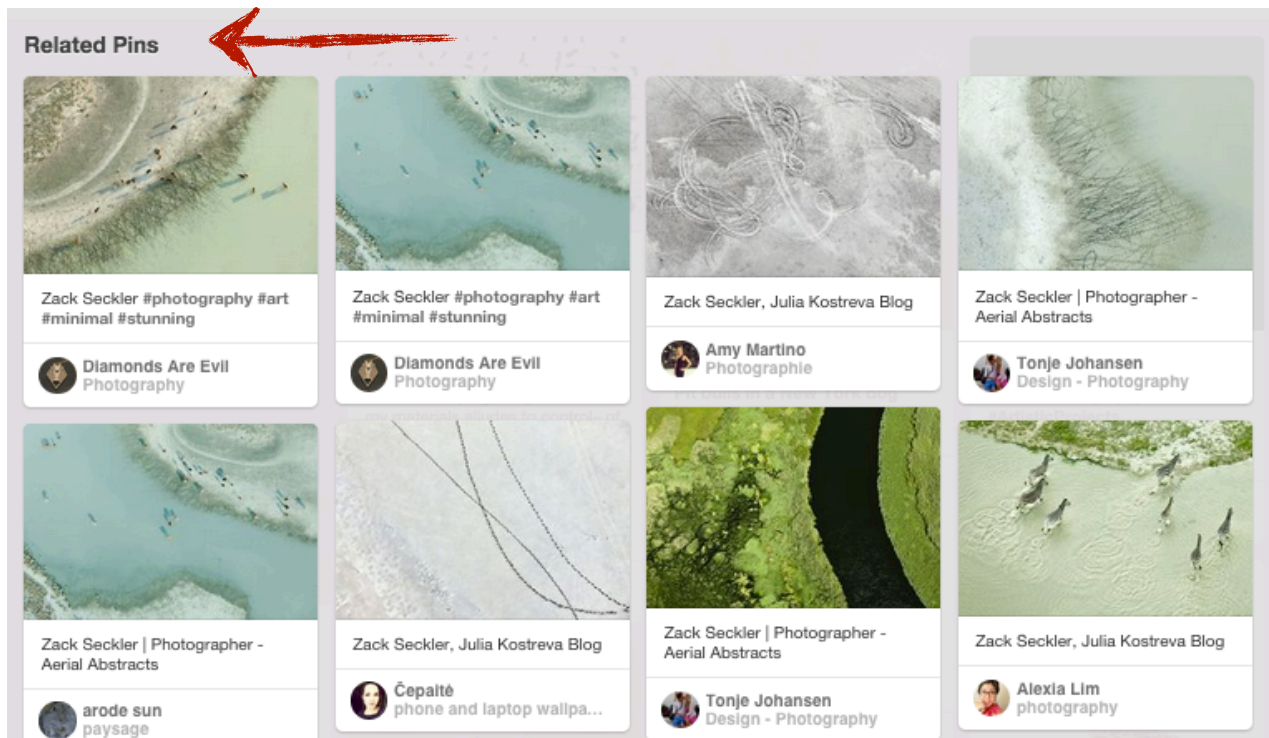 Related Pins
Zack Seckler #photography #art
#minimal #stunning
Diamonds Are Evil
Photography
Zack Seckler #photography #art
#minimal #stunning
Diamonds Are Evil
Photography
Zack Seckler, Julia Kostreva Blog
Amy Martino
Photographie
Zack Seckler | Photographer -
Aerial Abstracts
Tonje Johansen
Design - Photography
Zack Seckler | Photographer -
Aerial Abstracts
arode sun
paysage
Zack Seckler, Julia Kostreva Blog
Čepaitė
phone and laptop wallpa...
Zack Seckler | Photographer -
Aerial Abstracts
Tonje Johansen
Design - Photography
Zack Seckler, Julia Kostreva Blog
Alexia Lim
photography